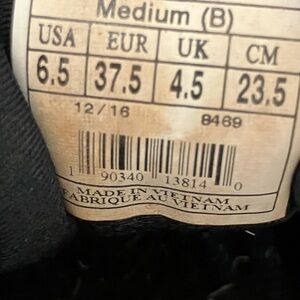 Medium (B)
USA EUR UK CM
6.5 37.5 4.5 23.5
12/16 8469
1 90340 13814 0
MADE IN VIETNAM
FABRIQUE AU VIETNAM